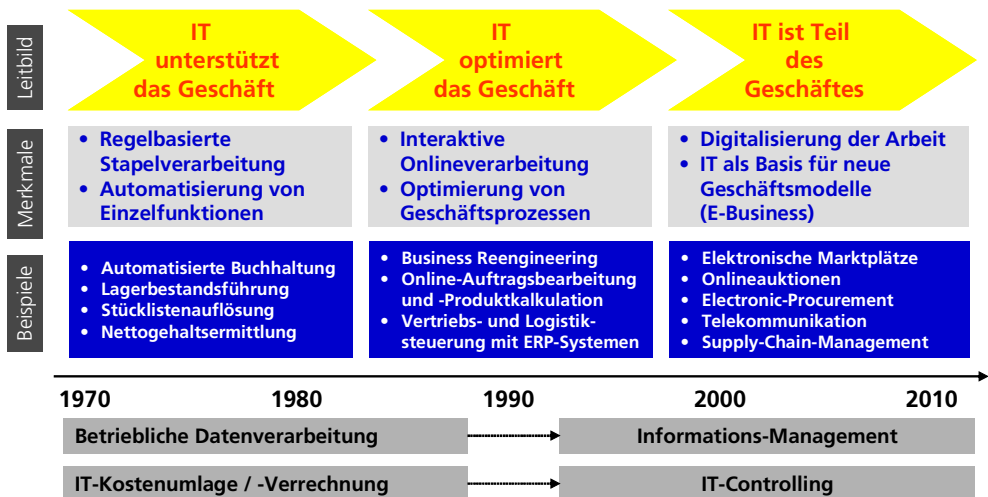 Leitbild
IT
unterstützt
das Geschäft
IT
optimiert
das Geschäft
IT ist Teil
des
Geschäftes
Merkmale
• Regelbasierte
Stapelverarbeitung
• Automatisierung von
Einzelfunktionen
• Interaktive
Onlineverarbeitung
• Optimierung von
Geschäftsprozessen
• Digitalisierung der Arbeit
• IT als Basis für neue
Geschäftsmodelle
(E-Business)
Beispiele
• Automatisierte Buchhaltung
• Lagerbestandsführung
• Stücklistenauflösung
• Nettogehaltsermittlung
• Business Reengineering
• Online-Auftragsbearbeitung
und -Produktkalkulation
• Vertriebs- und Logistik-
steuerung mit ERP-Systemen
• Elektronische Marktplätze
• Onlineauktionen
• Electronic-Procurement
• Telekommunikation
• Supply-Chain-Management
1970 1980 1990 2000 2010
Betriebliche Datenverarbeitung
Informations-Management
IT-Kostenumlage / -Verrechnung
IT-Controlling